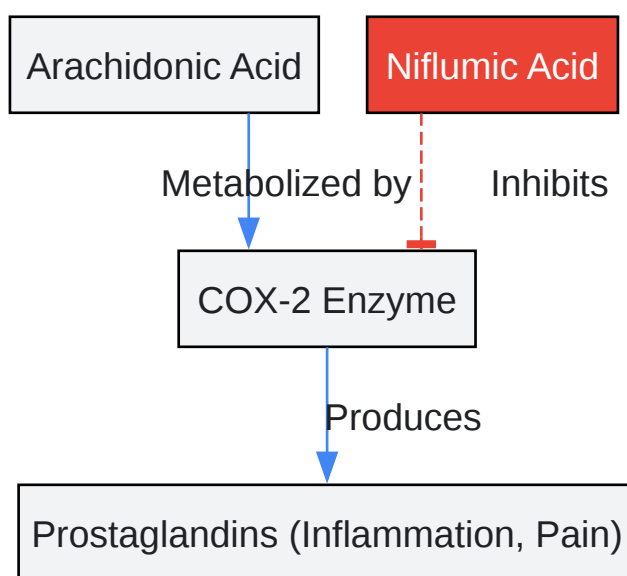 Arachidonic Acid
Niflumic Acid
Metabolized by
Inhibits
COX-2 Enzyme
Produces
Prostaglandins (Inflammation, Pain)